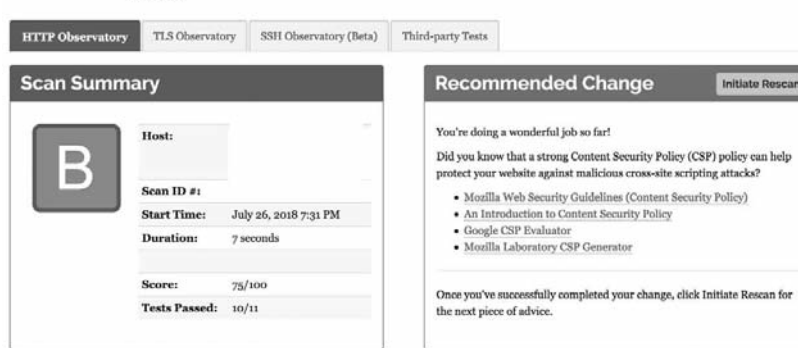 HTTP Observatory
TLS Observatory
SSH Observatory (Beta)
Third-party Tests
Scan Summary
B
Host:
Scan ID #:
Start Time: July 26, 2018 7:31 PM
Duration: 7 seconds
Score: 75/100
Tests Passed: 10/11
Recommended Change
Initiate Rescan
You're doing a wonderful job so far!
Did you know that a strong Content Security Policy (CSP) policy can help
protect your website against malicious cross-site scripting attacks?
• Mozilla Web Security Guidelines (Content Security Policy)
• An Introduction to Content Security Policy
• Google CSP Evaluator
• Mozilla Laboratory CSP Generator
Once you've successfully completed your change, click Initiate Rescan for
the next piece of advice.